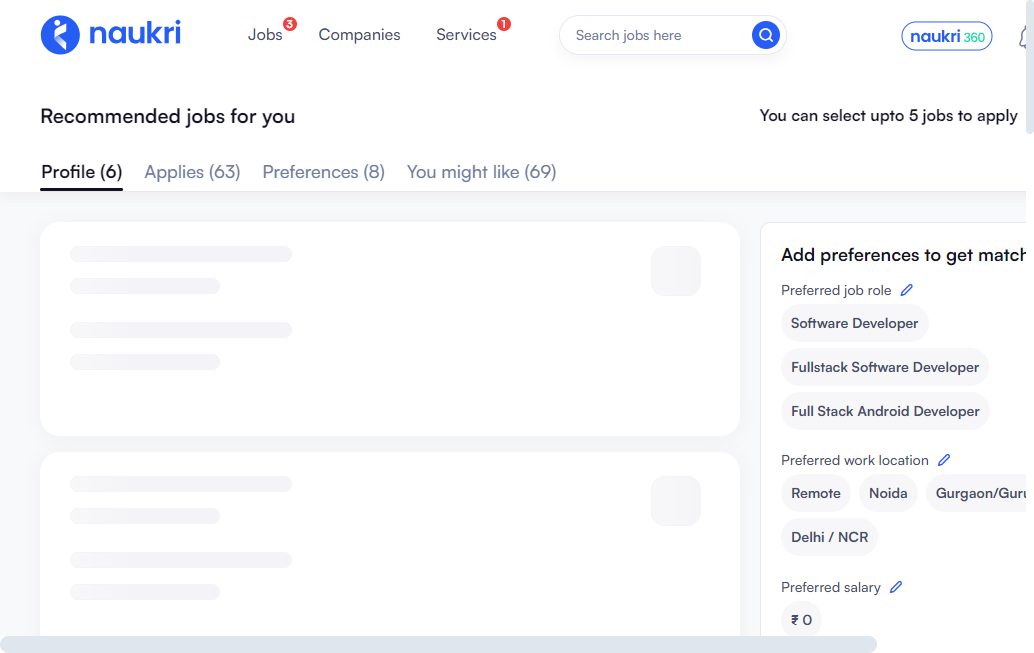 naukri
Jobs 3 Companies Services 1
Search jobs here
naukri 360
Recommended jobs for you
You can select upto 5 jobs to apply
Profile (6) Applies (63) Preferences (8) You might like (69)
Add preferences to get match
Preferred job role
Software Developer
Fullstack Software Developer
Full Stack Android Developer
Preferred work location
Remote Noida Gurgaon/Guru
Delhi / NCR
Preferred salary
₹ 0